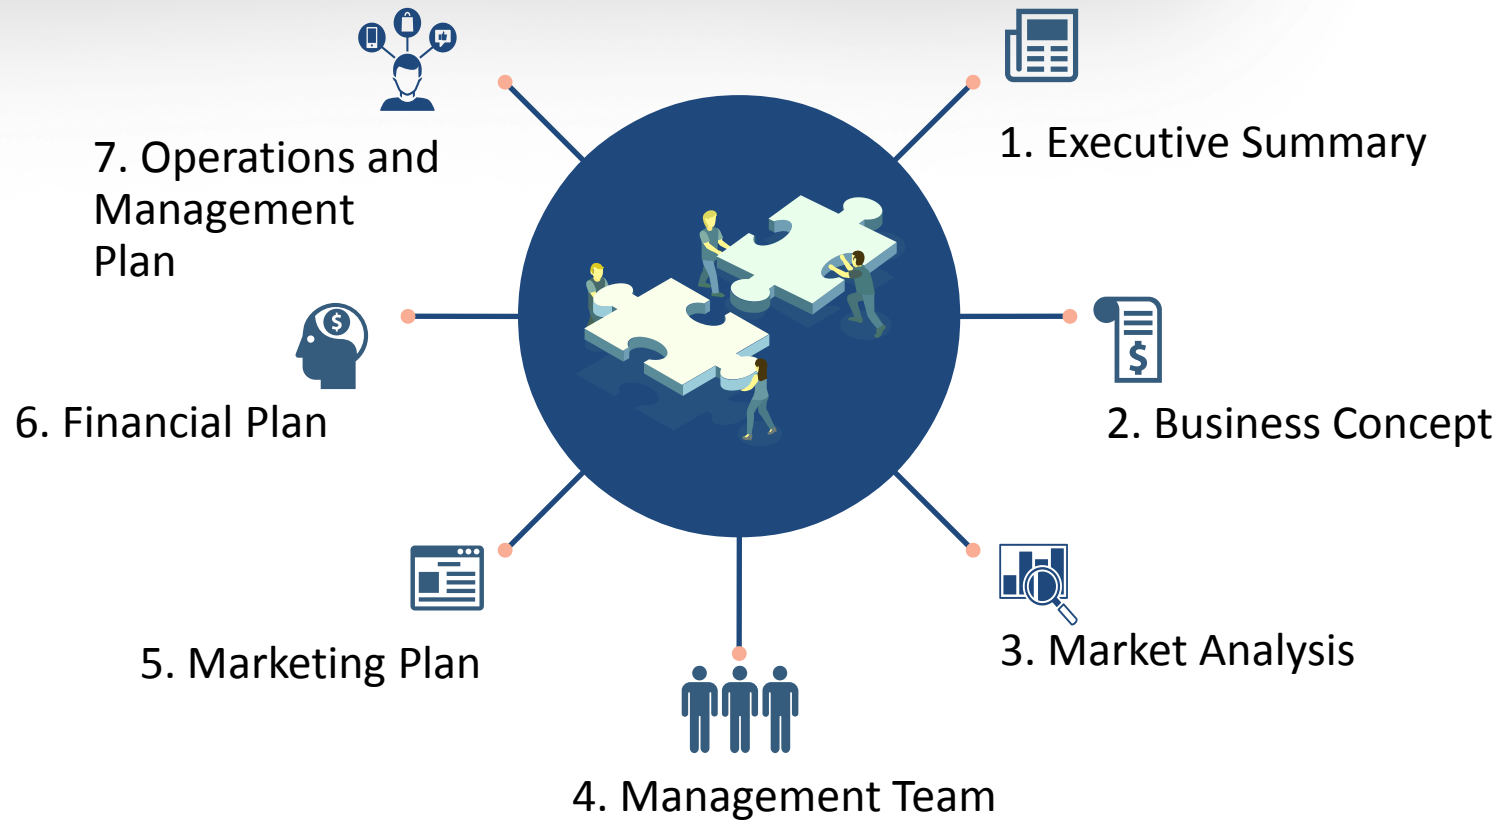 1. Executive Summary
2. Business Concept
3. Market Analysis
4. Management Team
5. Marketing Plan
6. Financial Plan
7. Operations and
Management
Plan
$
$